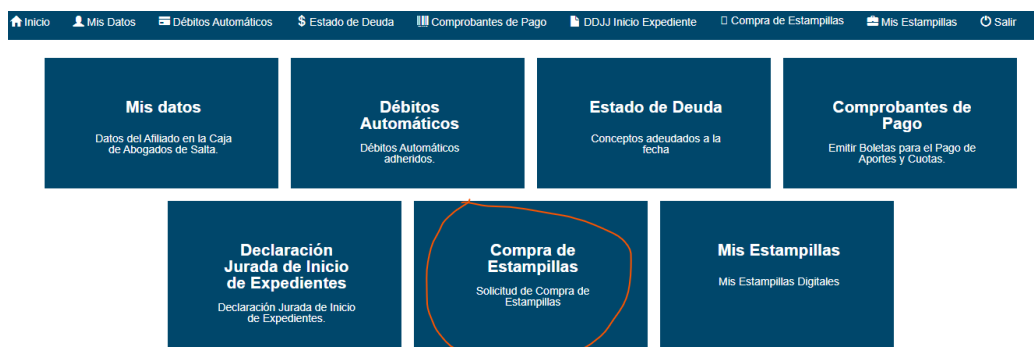 Inicio Mis Datos Débitos Automáticos $ Estado de Deuda Comprobantes de Pago DDJJ Inicio Expediente Compra de Estampillas Mis Estampillas Salir
Mis datos
Datos del Afiliado en la Caja
de Abogados de Salta.
Débitos
Automáticos
Débitos Automáticos
adheridos.
Estado de Deuda
Conceptos adeudados a la
fecha
Comprobantes de
Pago
Emitir Boletas para el Pago de
Aportes y Cuotas.
Declaración
Jurada de Inicio
de Expedientes
Declaración Jurada de Inicio
de Expedientes.
Compra de
Estampillas
Solicitud de Compra de
Estampillas
Mis Estampillas
Mis Estampillas Digitales